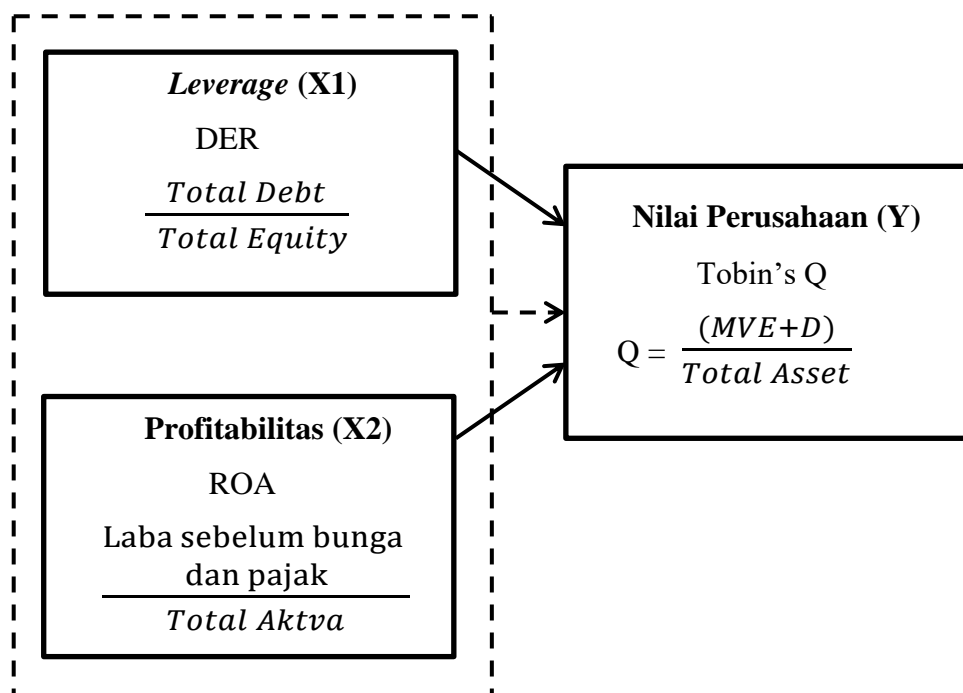 Leverage (X1)
DER
Total Debt
Total Equity
Nilai Perusahaan (Y)
Tobin's Q
Q = (MVE+D)
Total Asset
Profitabilitas (X2)
ROA
Laba sebelum bunga
dan pajak
Total Aktva